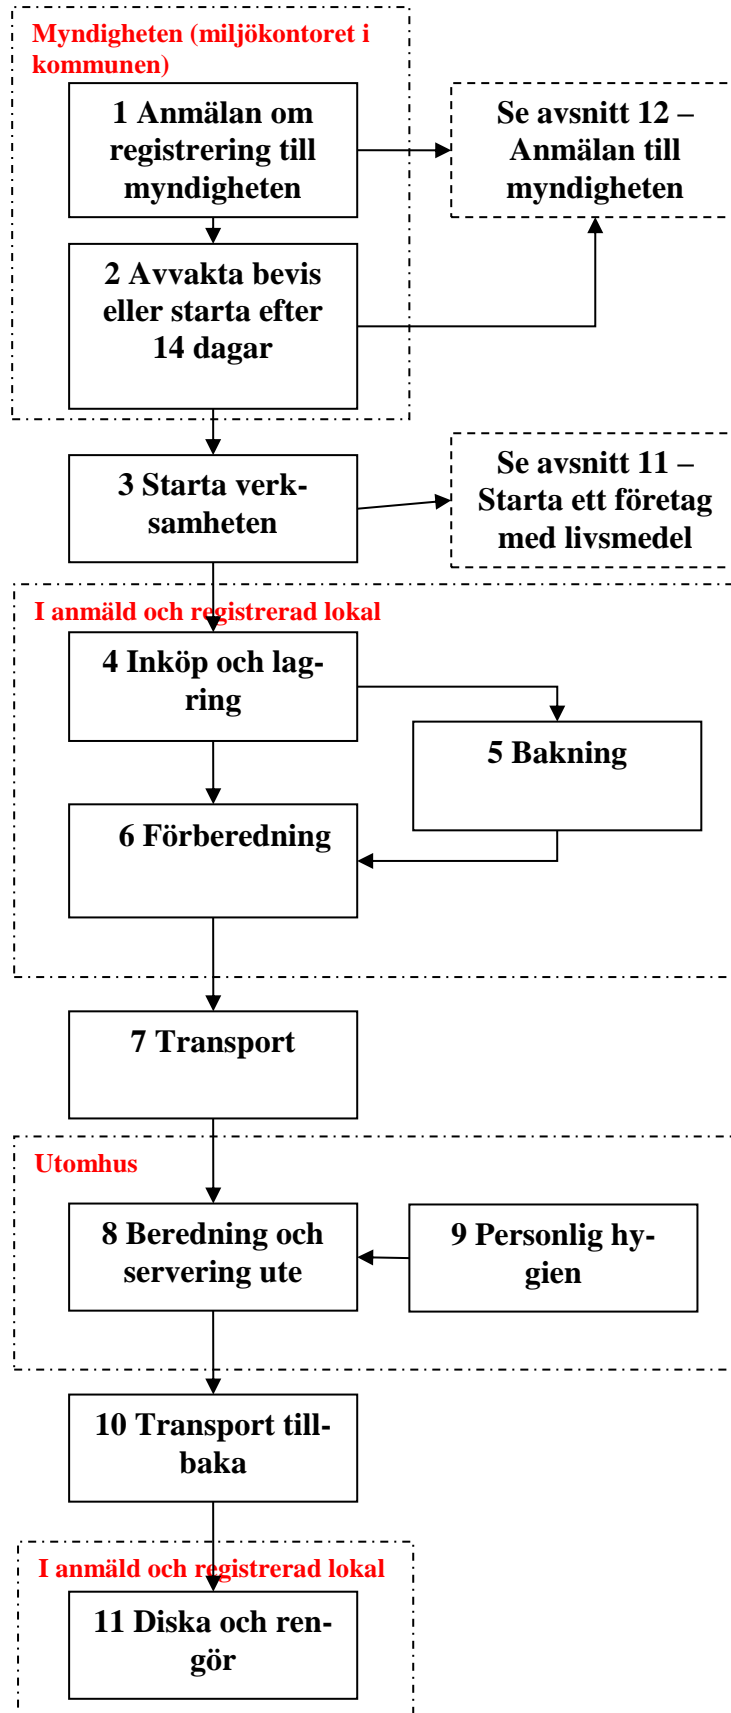 Myndigheten (miljökontoret i
kommunen)
1 Anmälan om
registrering till
myndigheten
Se avsnitt 12 –
Anmälan till
myndigheten
2 Avvakta bevis
eller starta efter
14 dagar
3 Starta verk-
samheten
Se avsnitt 11 –
Starta ett företag
med livsmedel
I anmäld och registrerad lokal
4 Inköp och lag-
ring
5 Bakning
6 Förberedning
7 Transport
Utomhus
8 Beredning och
servering ute
9 Personlig hy-
gien
10 Transport till-
baka
I anmäld och registrerad lokal
11 Diska och ren-
gör